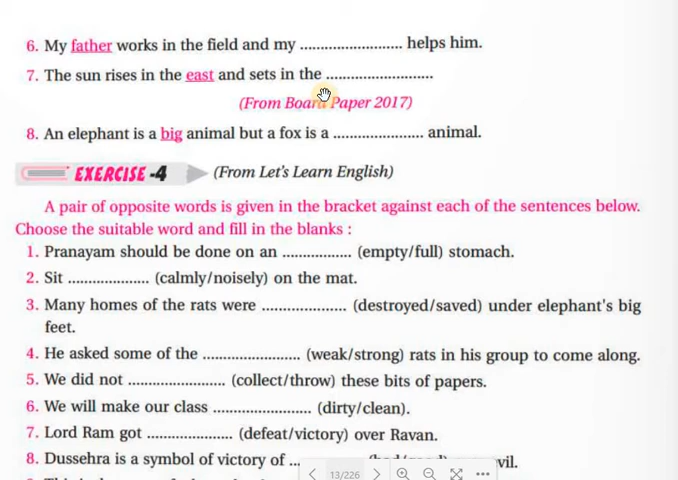 6. My father works in the field and my .......................... helps him.
7. The sun rises in the east and sets in the ...........................
(From Board Paper 2017)
8. An elephant is a big animal but a fox is a ....................... animal.
EXERCISE -4 (From Let's Learn English)
A pair of opposite words is given in the bracket against each of the sentences below.
Choose the suitable word and fill in the blanks :
1. Pranayam should be done on an ................. (empty/full) stomach.
2. Sit .................... (calmly/noisely) on the mat.
3. Many homes of the rats were ..................... (destroyed/saved) under elephant's big
feet.
4. He asked some of the ........................ (weak/strong) rats in his group to come along.
5. We did not ........................ (collect/throw) these bits of papers.
6. We will make our class ........................ (dirty/clean).
7. Lord Ram got ..................... (defeat/victory) over Ravan.
8. Dussehra is a symbol of victory of ...
13/226